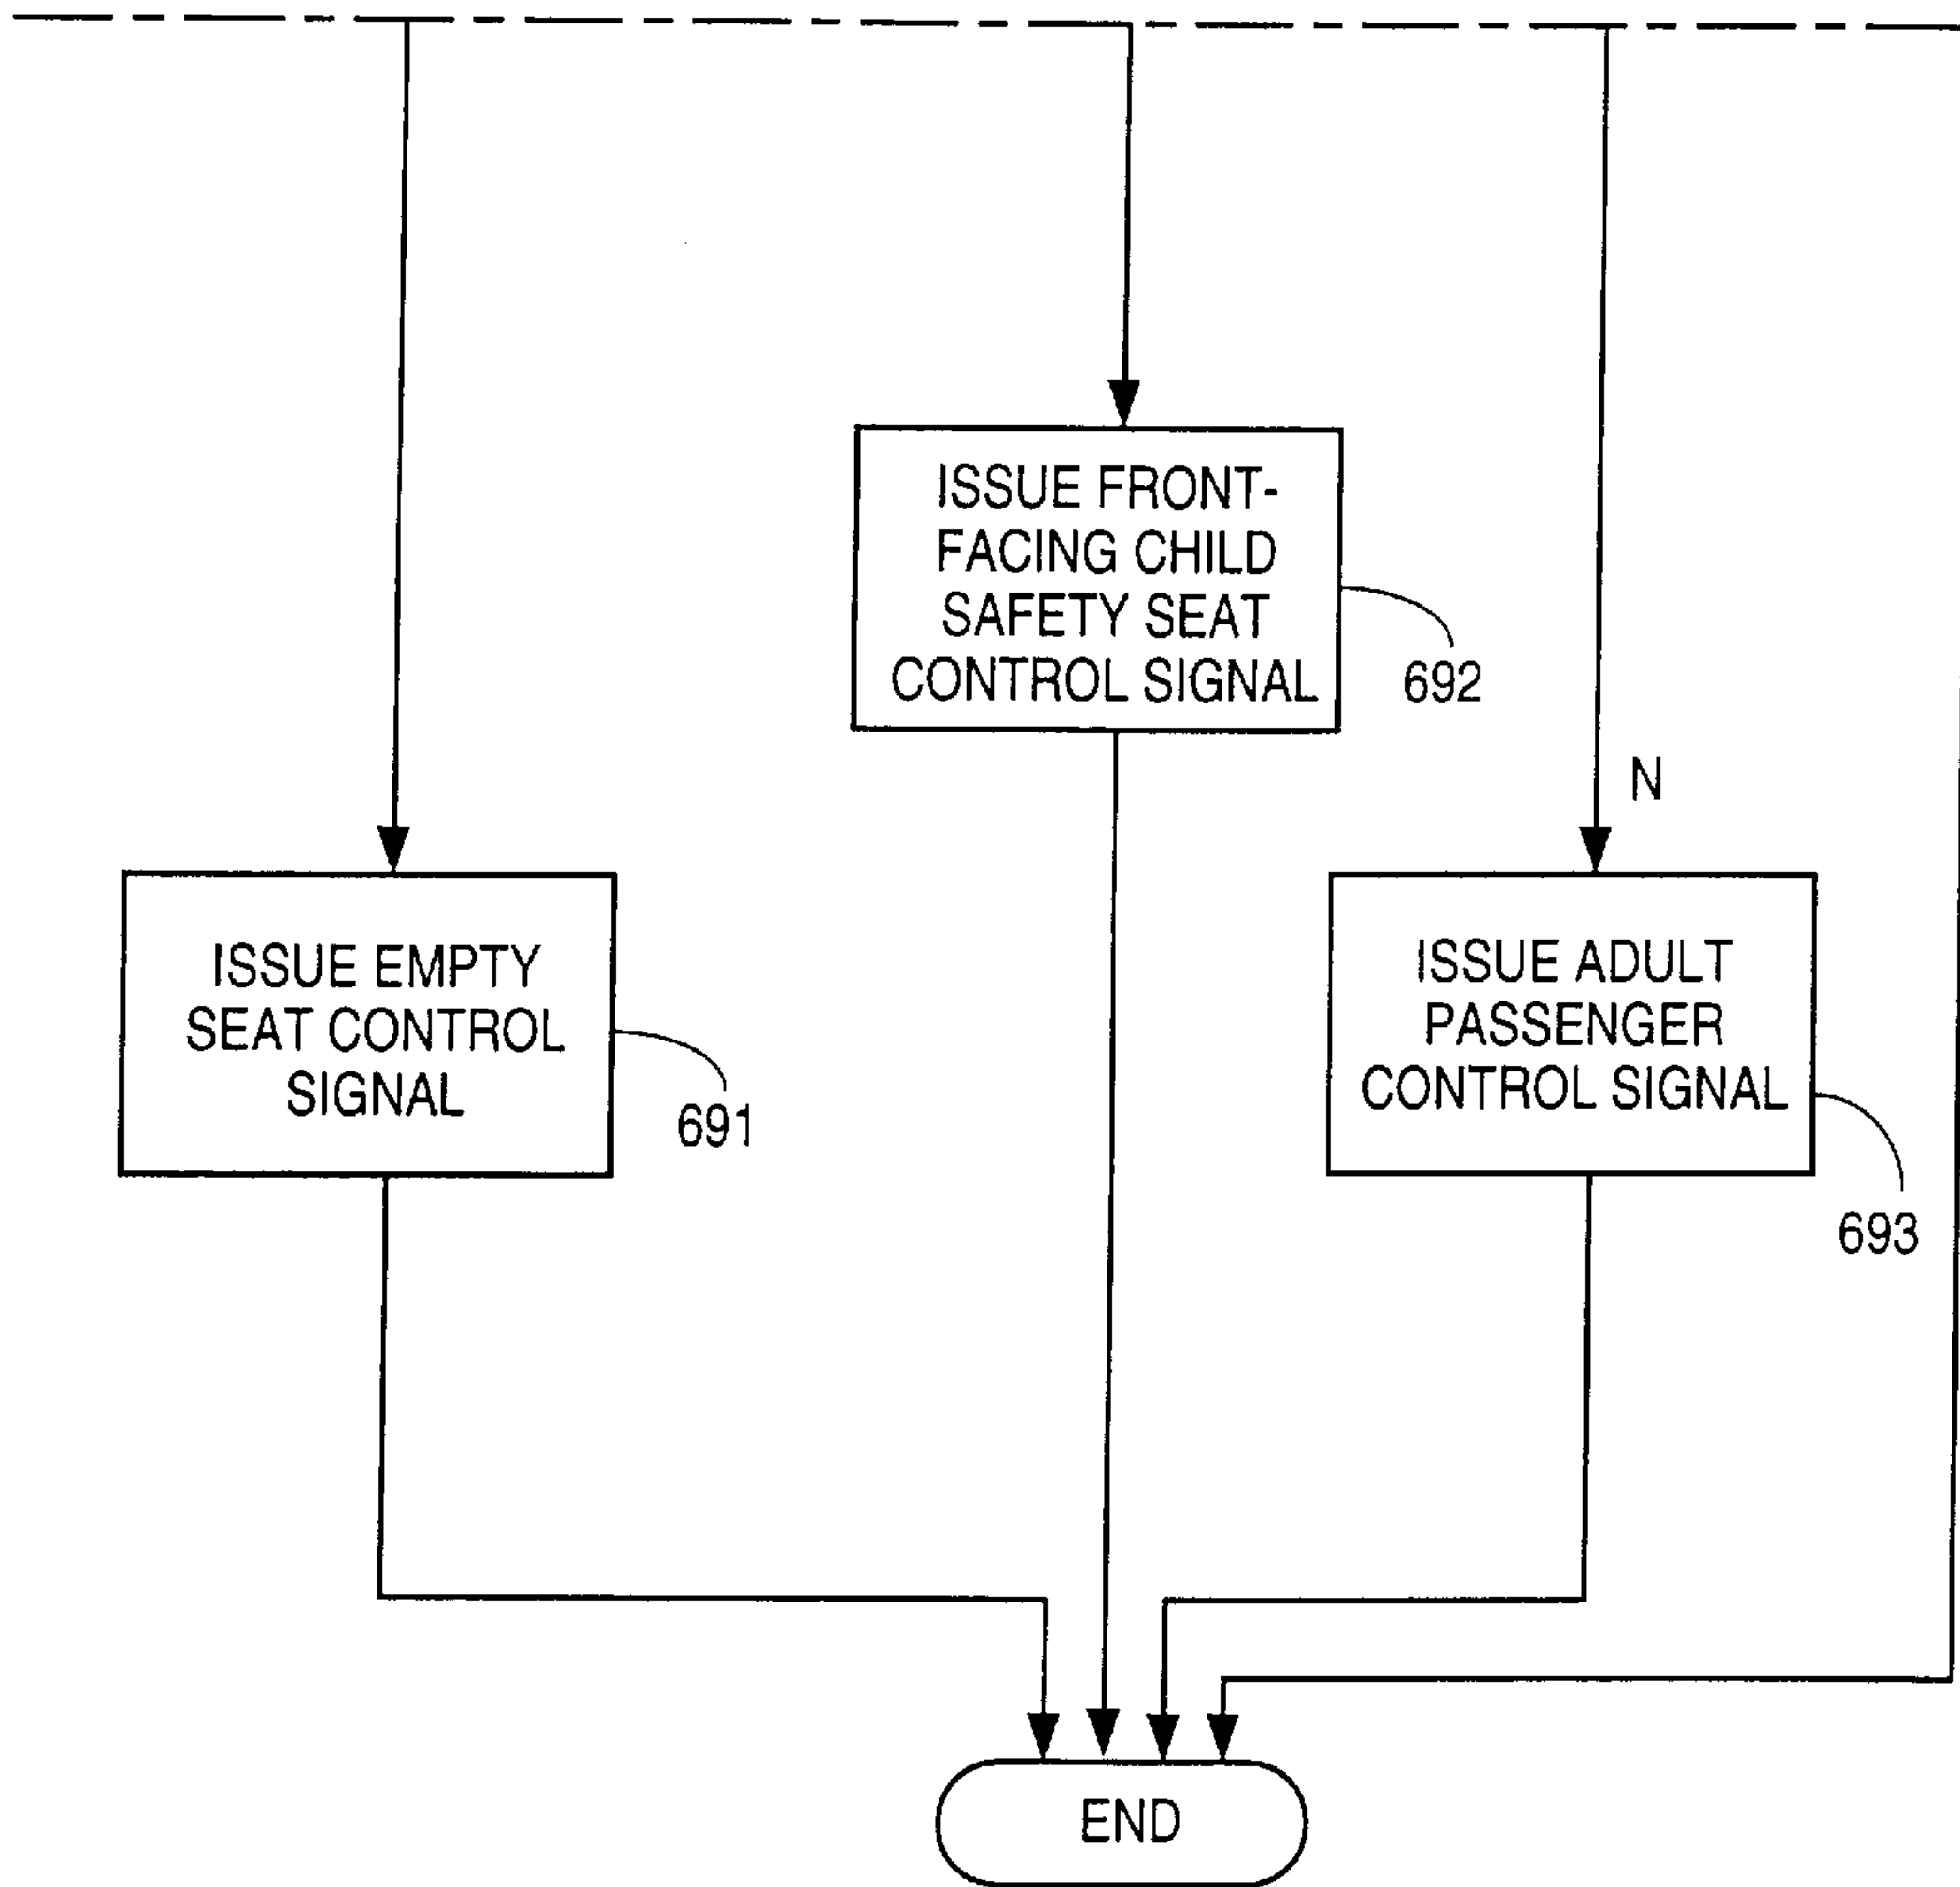 ISSUE FRONT-
FACING CHILD
SAFETY SEAT
CONTROL SIGNAL
692
N
ISSUE EMPTY
SEAT CONTROL
SIGNAL
691
ISSUE ADULT
PASSENGER
CONTROL SIGNAL
693
END